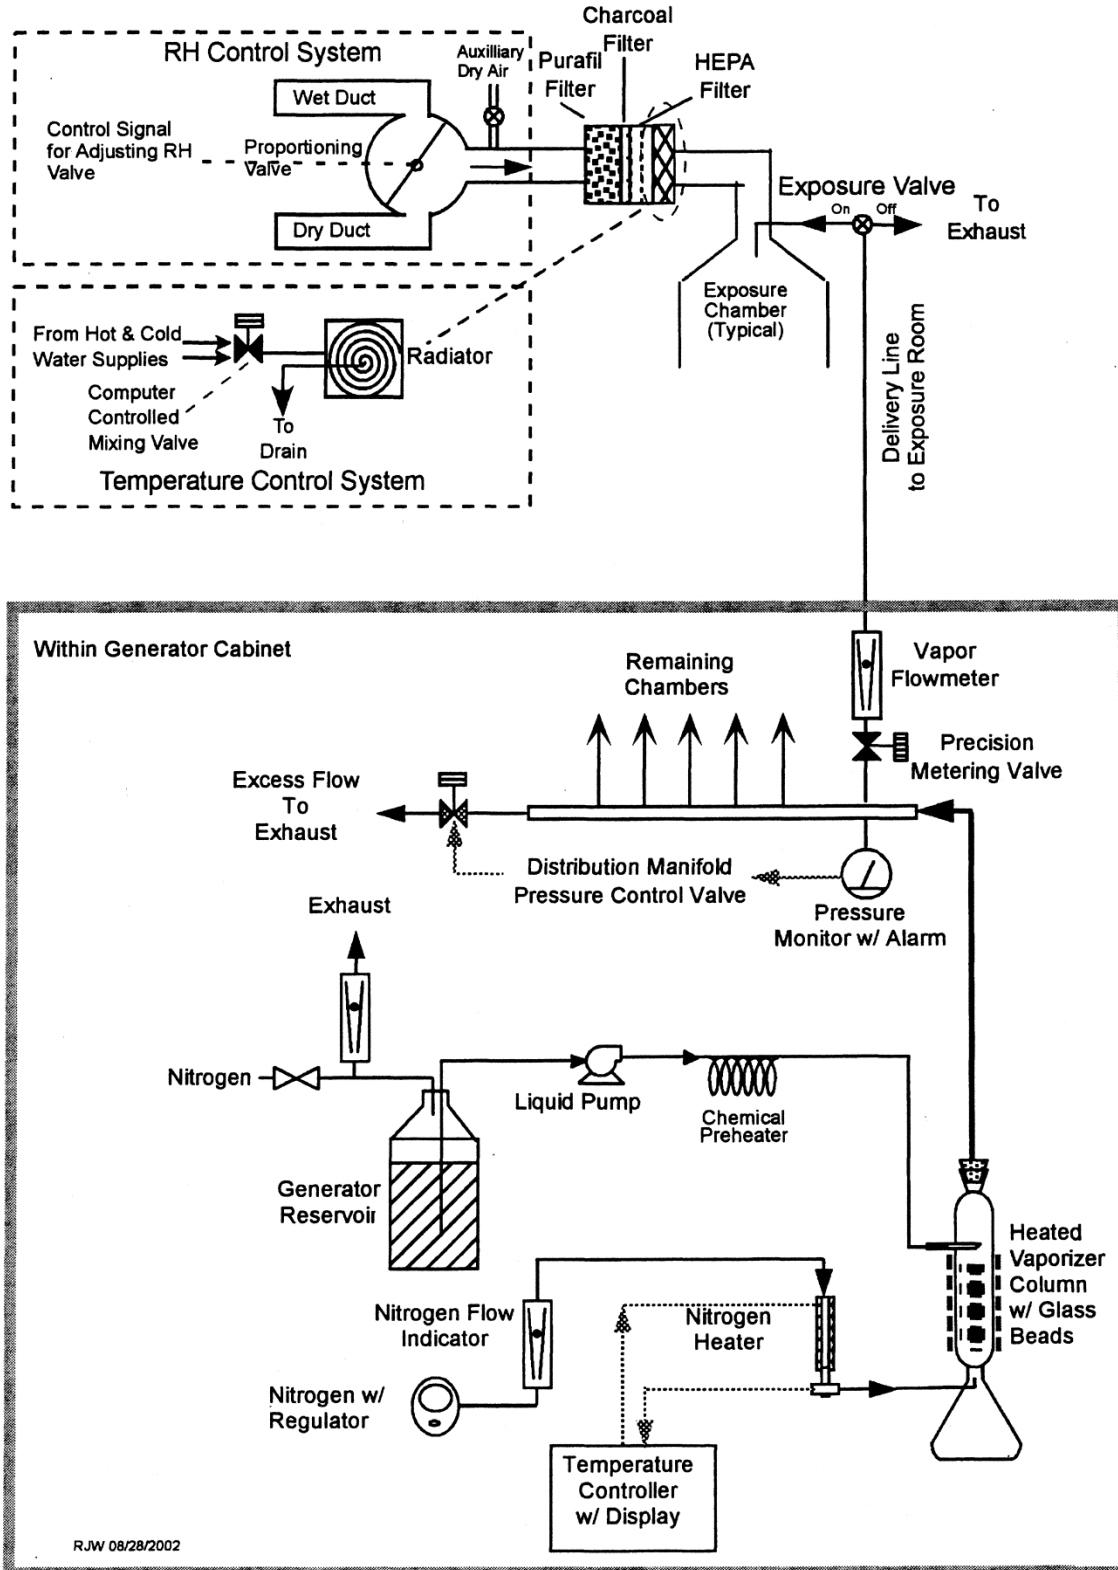 Charcoal
Filter
RH Control System
Auxilliary
Dry Air
Purafil
Filter
HEPA
Filter
Wet Duct
Control Signal
for Adjusting RH
Valve
Proportioning
Valve
Dry Duct
Exposure Valve
On
Off
To
Exhaust
Exposure
Chamber
(Typical)
From Hot & Cold
Water Supplies
Radiator
Computer
Controlled
Mixing Valve
To
Drain
Temperature Control System
Delivery Line
to Exposure Room
Within Generator Cabinet
Remaining
Chambers
Vapor
Flowmeter
Precision
Metering Valve
Excess Flow
To
Exhaust
Distribution Manifold
Pressure Control Valve
Pressure
Monitor w/ Alarm
Exhaust
Nitrogen
Liquid Pump
Chemical
Preheater
Generator
Reservoir
Heated
Vaporizer
Column
w/ Glass
Beads
Nitrogen Flow
Indicator
Nitrogen
Heater
Nitrogen w/
Regulator
Temperature
Controller
w/ Display
RJW 08/28/2002